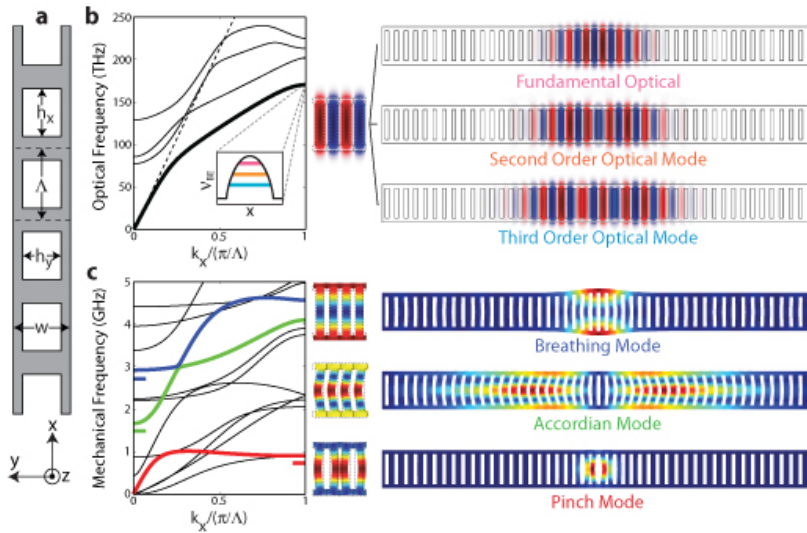 a
hx
Λ
hy
w
x
y
z
b
Optical Frequency (THz)
250
200
150
100
50
0
VBE
x
0
0.5
1
kx/(π/Λ)
Fundamental Optical
Second Order Optical Mode
Third Order Optical Mode
c
Mechanical Frequency (GHz)
5
4
3
2
1
0
0
0.5
1
kx/(π/Λ)
Breathing Mode
Accordian Mode
Pinch Mode